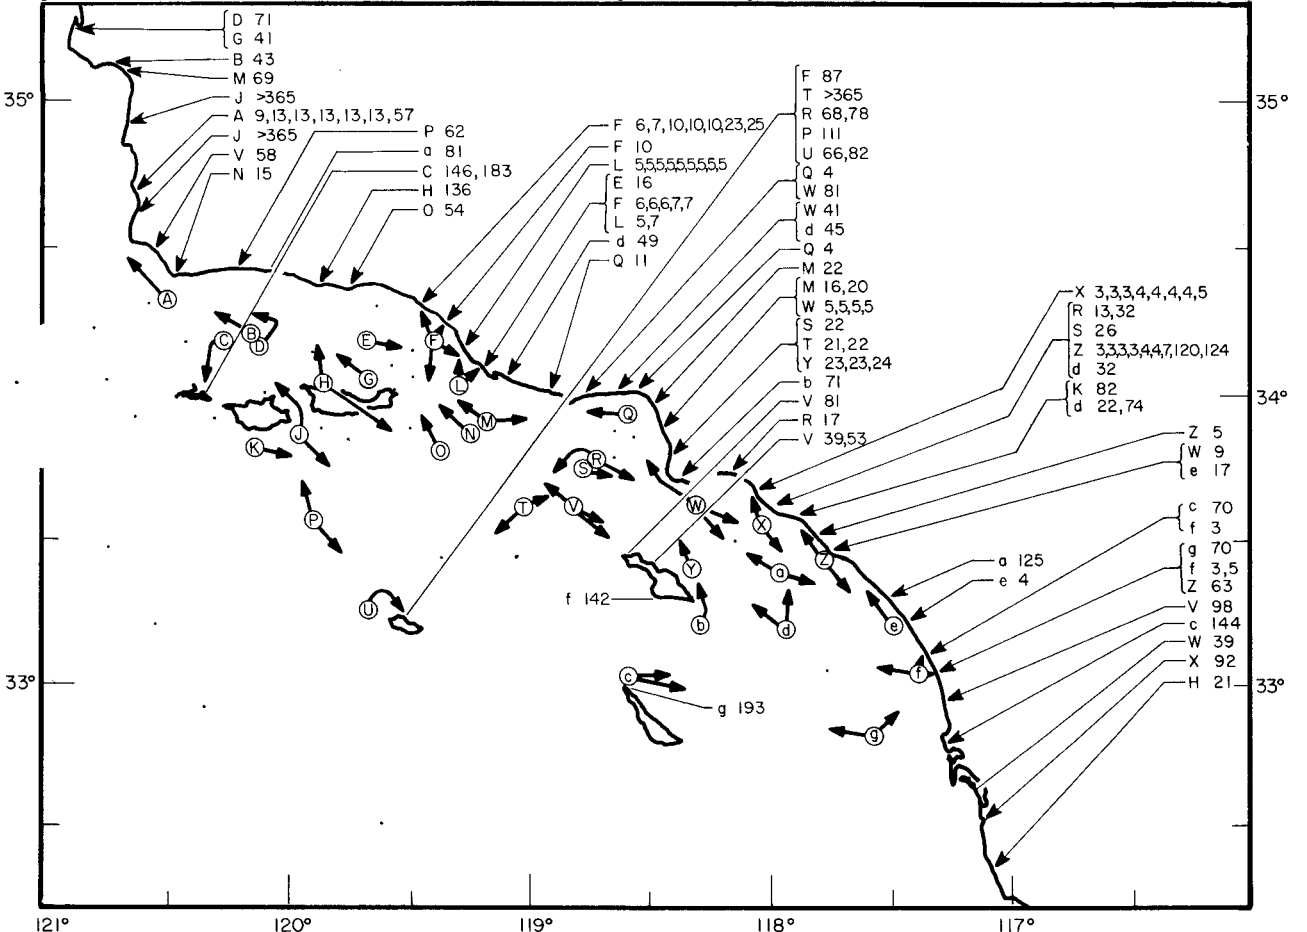 D 71
G 41
B 43
M 69
J >365
A 9,13,13,13,13,13,57
J >365
V 58
N 15
P 62
a 81
C 146,183
H 136
O 54
F 6,7,10,10,10,23,25
F 10
L 5,5,5,5,5,5,5,5,5
E 16
F 6,6,6,7,7
L 5,7
d 49
Q 11
F 87
T >365
R 68,78
P 111
U 66,82
Q 4
W 81
W 41
d 45
Q 4
M 22
M 16,20
W 5,5,5,5
S 22
T 21,22
Y 23,23,24
b 71
V 81
R 17
V 39,53
X 3,3,3,4,4,4,4,5
R 13,32
S 26
Z 3,3,3,3,4,4,7,120,124
d 32
K 82
d 22,74
Z 5
W 9
e 17
c 70
f 3
g 70
f 3,5
Z 63
V 98
c 144
W 39
X 92
H 21
a 125
e 4
f 142
g 193
A
B
C
D
E
F
G
H
J
K
L
M
N
O
P
Q
R
S
T
U
V
W
X
Y
Z
a
b
c
d
e
f
g
35°
35°
34°
33°
33°
121°
120°
119°
118°
117°